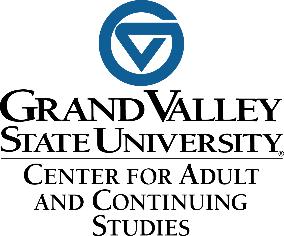 GRAND VALLEY
STATE UNIVERSITY®
CENTER FOR ADULT
AND CONTINUING
STUDIES